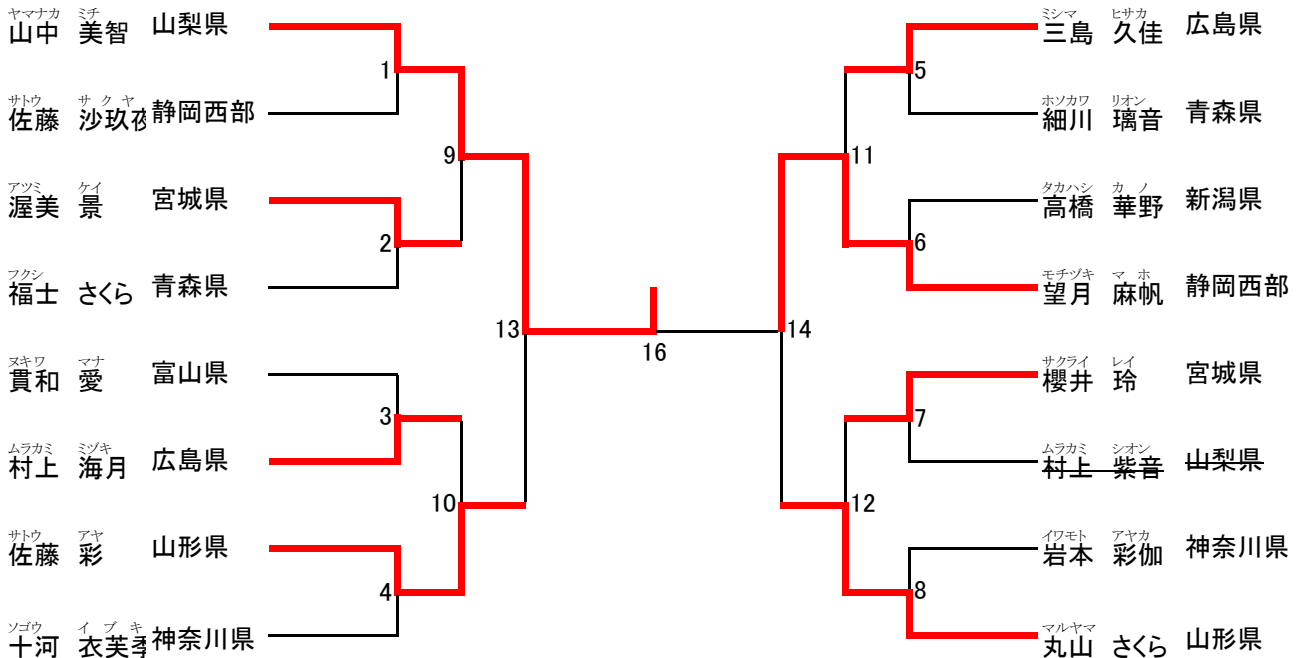 ヤマナカ ミチ
山中 美智 山梨県
サトウ サクヤ
佐藤 沙玖夜 静岡西部
アツミ ケイ
渥美 景 宮城県
フクシ
福士 さくら 青森県
ヌキワ マナ
貫和 愛 富山県
ムラカミ ミヅキ
村上 海月 広島県
サトウ アヤ
佐藤 彩 山形県
ソゴウ イブキ
十河 衣芙季 神奈川県
1
2
3
4
9
10
13
16
14
11
12
5
6
7
8
ミシマ ヒサカ
三島 久佳 広島県
ホソカワ リオン
細川 璃音 青森県
タカハシ カノ
高橋 華野 新潟県
モチヅキ マホ
望月 麻帆 静岡西部
サクライ レイ
櫻井 玲 宮城県
ムラカミ シオン
村上 紫音 山梨県
イワモト アヤカ
岩本 彩伽 神奈川県
マルヤマ
丸山 さくら 山形県